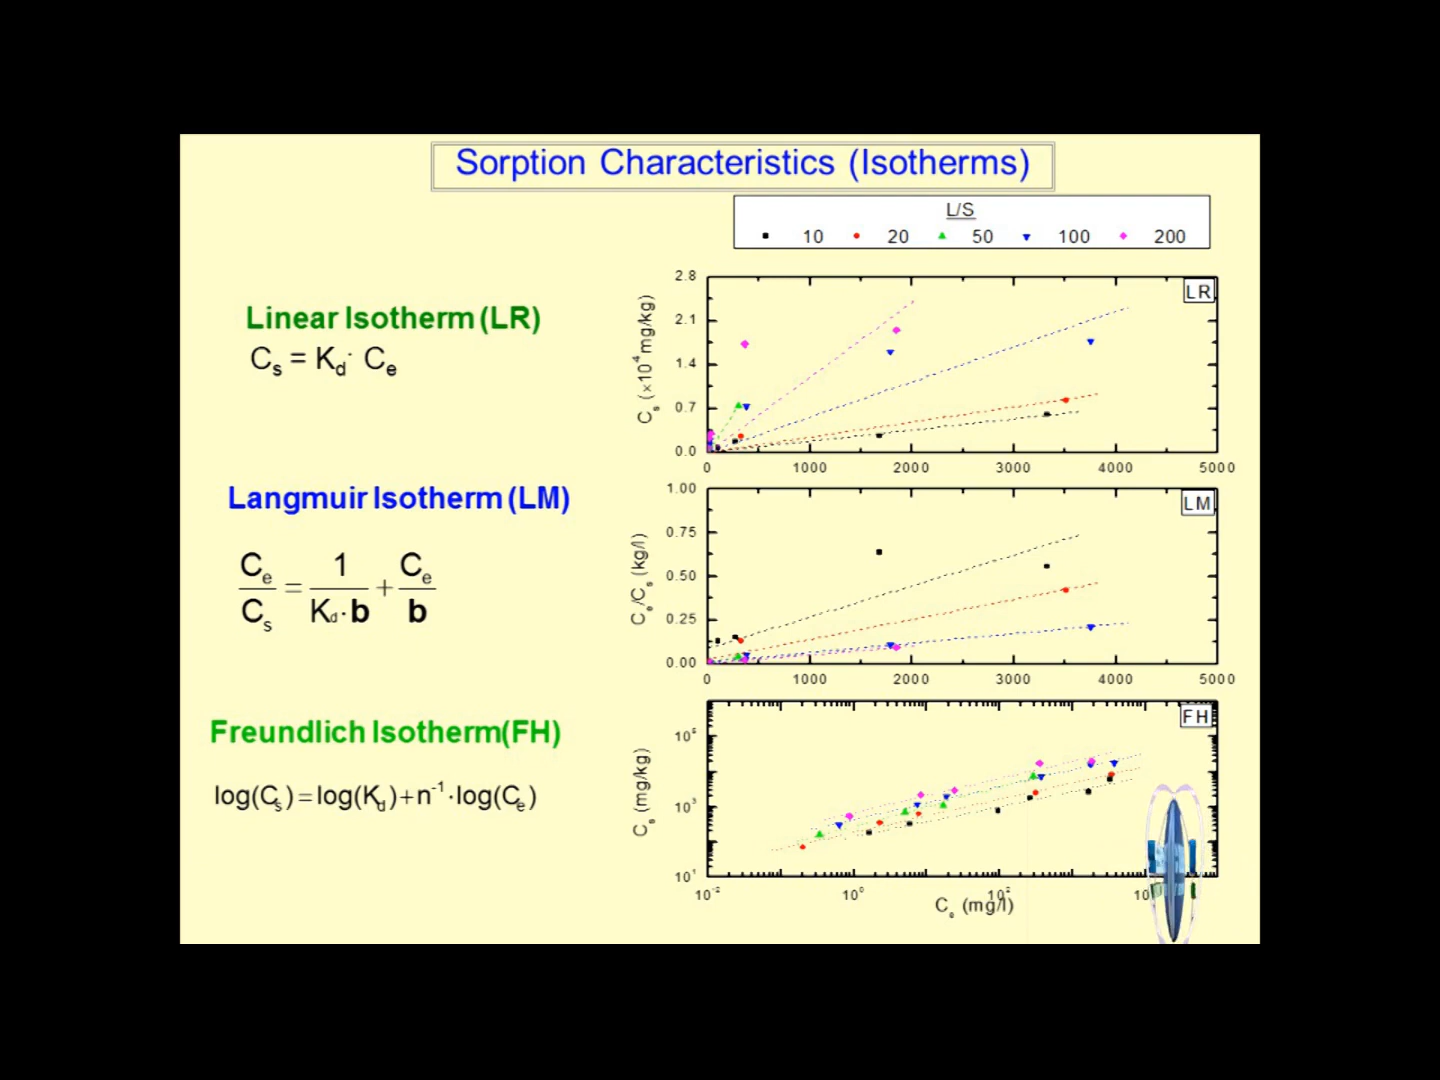 Sorption Characteristics (Isotherms)
L/S
10 20 50 100 200
Linear Isotherm (LR)
Cs = Kd · Ce
Langmuir Isotherm (LM)
Ce/Cs = 1/(Kd·b) + Ce/b
Freundlich Isotherm(FH)
log(Cs)=log(Kd)+n⁻¹·log(Ce)
LR
Cs (×10⁻⁴ mg/kg)
2.8
2.1
1.4
0.7
0.0
0 1000 2000 3000 4000 5000
LM
Ce/Cs (kg/l)
1.00
0.75
0.50
0.25
0.00
0 1000 2000 3000 4000 5000
FH
Cs (mg/kg)
10⁵
10³
10¹
10⁻² 10⁰ 10² 10
Ce (mg/l)